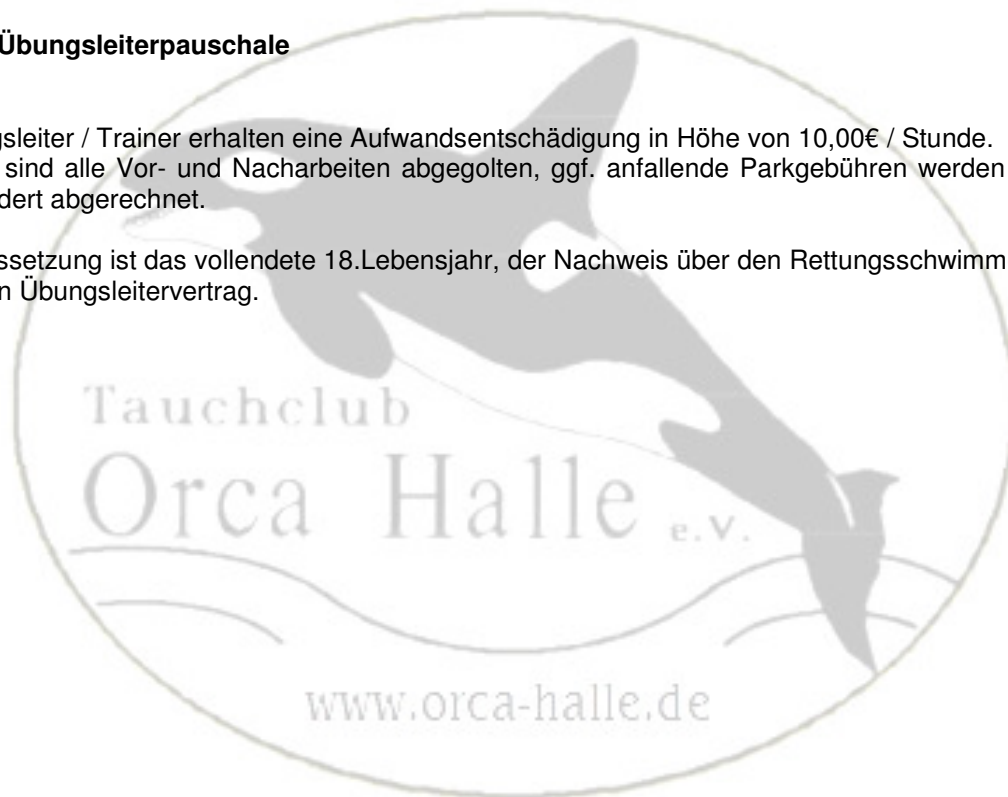 Übungsleiterpauschale
gsleiter / Trainer erhalten eine Aufwandsentschädigung in Höhe von 10,00€ / Stunde.
sind alle Vor- und Nacharbeiten abgegolten, ggf. anfallende Parkgebühren werden
dert abgerechnet.
ssetzung ist das vollendete 18.Lebensjahr, der Nachweis über den Rettungsschwimm
n Übungsleitervertrag.
Tauchclub
Orca Halle e.V.
www.orca-halle.de